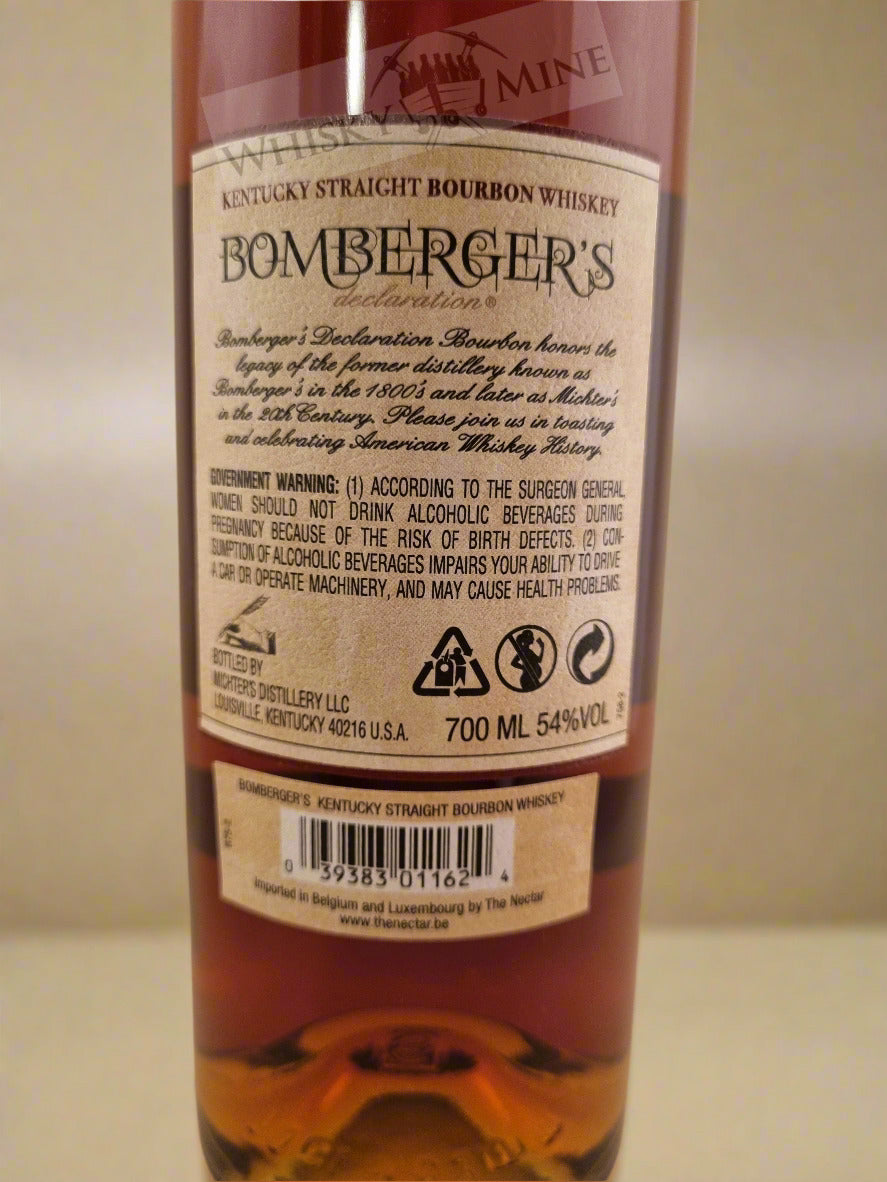 WHISKY MINE
KENTUCKY STRAIGHT BOURBON WHISKEY
BOMBERGER'S
declaration®
Bomberger's Declaration Bourbon honors the
legacy of the former distillery known as
Bomberger's in the 1800's and later as Michter's
in the 20th Century. Please join us in toasting
and celebrating American Whiskey History.
GOVERNMENT WARNING: (1) ACCORDING TO THE SURGEON GENERAL,
WOMEN SHOULD NOT DRINK ALCOHOLIC BEVERAGES DURING
PREGNANCY BECAUSE OF THE RISK OF BIRTH DEFECTS. (2) CON-
SUMPTION OF ALCOHOLIC BEVERAGES IMPAIRS YOUR ABILITY TO DRIVE
A CAR OR OPERATE MACHINERY, AND MAY CAUSE HEALTH PROBLEMS.
BOTTLED BY
MICHTER'S DISTILLERY LLC
LOUISVILLE, KENTUCKY 40216 U.S.A.
700 ML 54%VOL
BOMBERGER'S KENTUCKY STRAIGHT BOURBON WHISKEY
0 39383 01162 4
Imported in Belgium and Luxembourg by The Nectar
www.thenectar.be